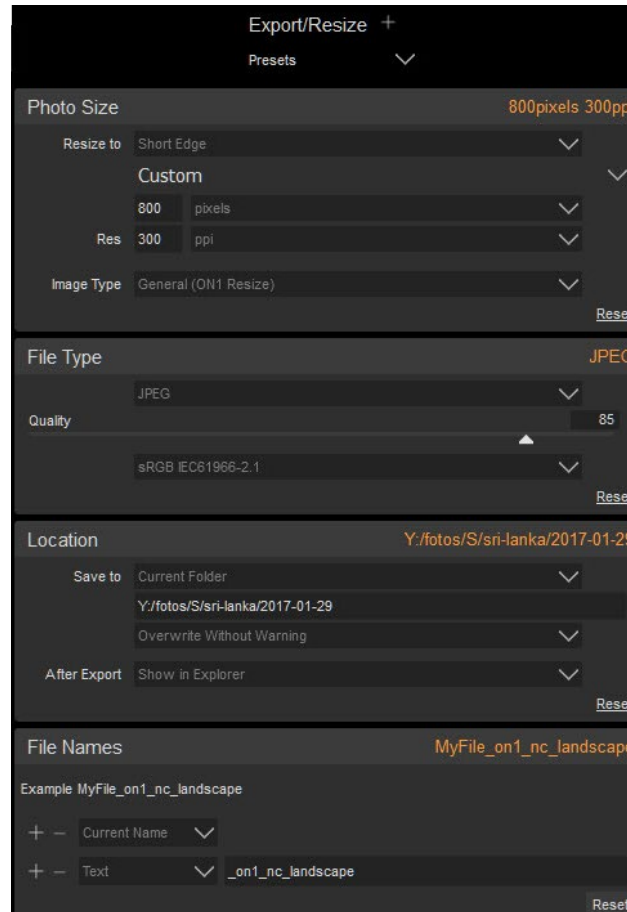 Export/Resize +
Presets
Photo Size 800pixels 300pp
Resize to Short Edge
Custom
800 pixels
Res 300 ppi
Image Type General (ON1 Resize)
Rese
File Type JPEG
JPEG
Quality 85
sRGB IEC61966-2.1
Rese
Location Y:/fotos/S/sri-lanka/2017-01-29
Save to Current Folder
Y:/fotos/S/sri-lanka/2017-01-29
Overwrite Without Warning
After Export Show in Explorer
Rese
File Names MyFile_on1_nc_landscape
Example MyFile_on1_nc_landscape
+ − Current Name
+ − Text _on1_nc_landscape
Reset